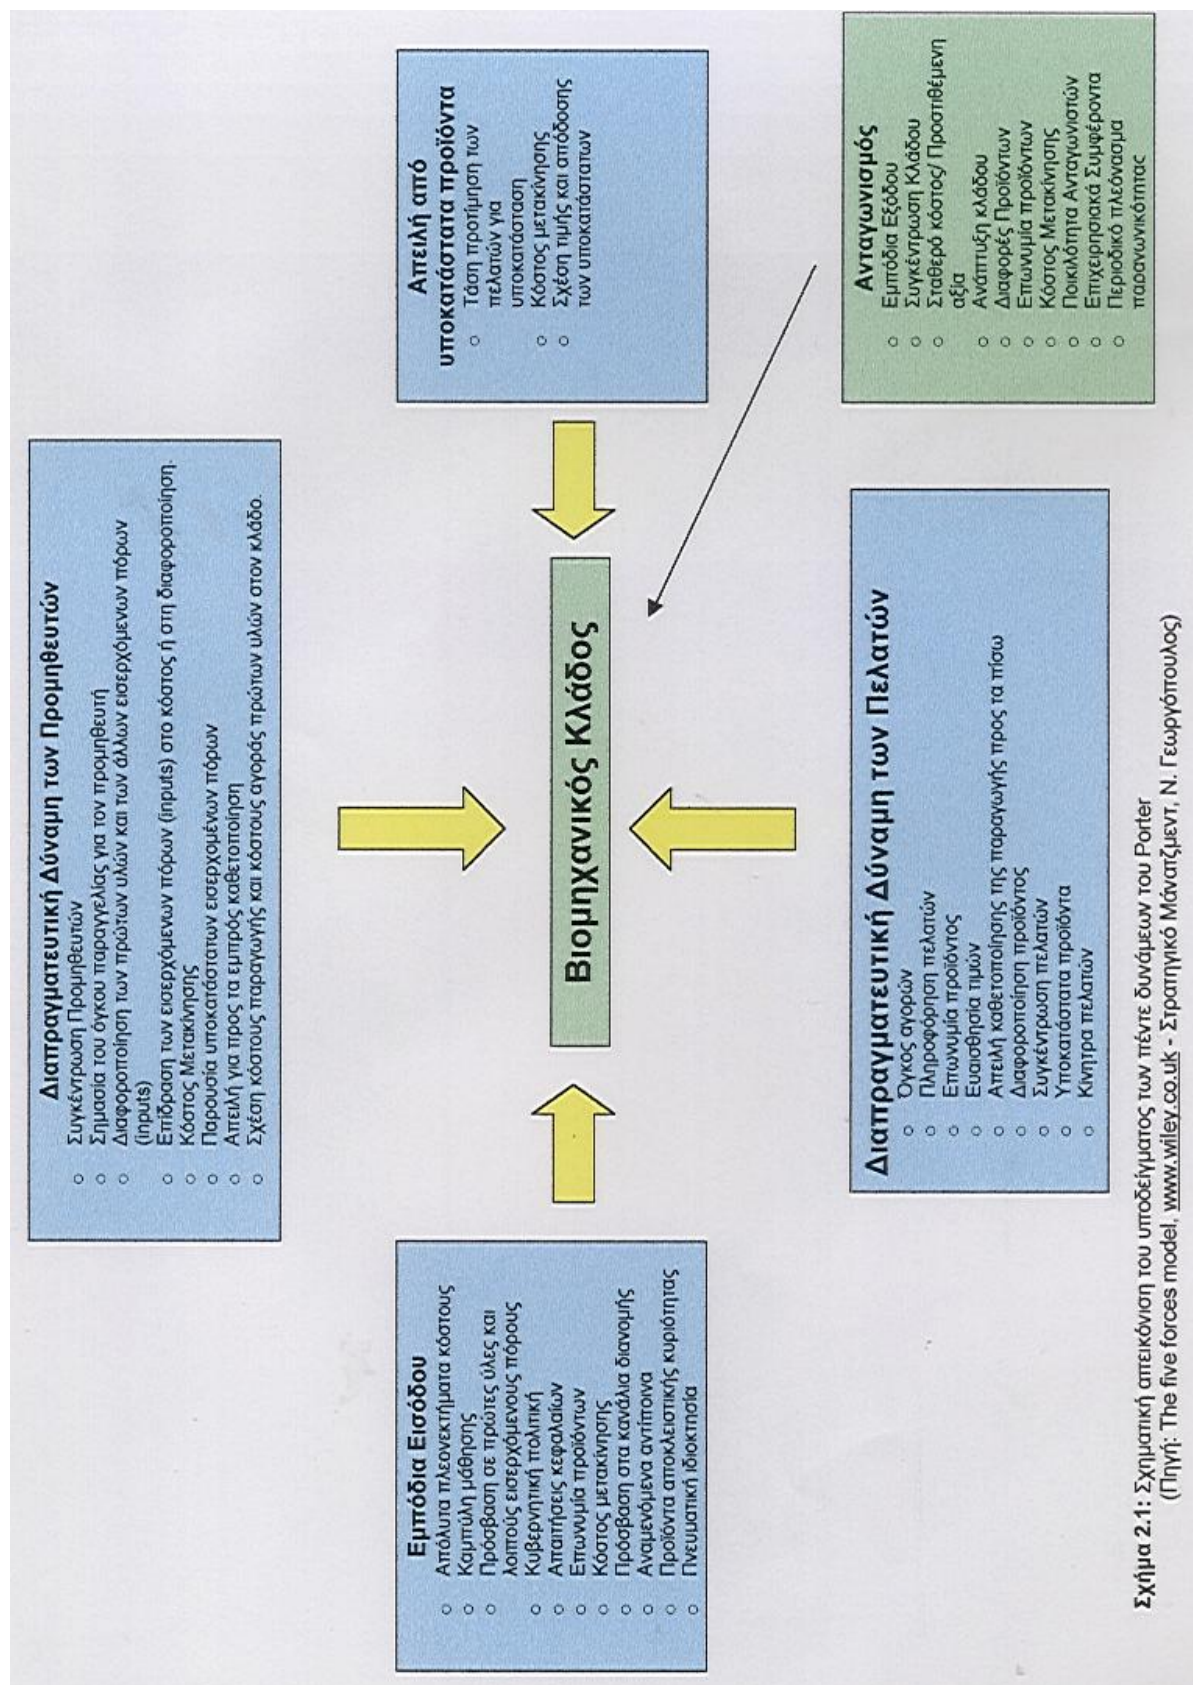 Διαπραγματευτική Δύναμη των Προμηθευτών
○ Συγκέντρωση Προμηθευτών
○ Σημασία του όγκου παραγγελίας για τον προμηθευτή
○ Διαφοροποίηση των πρώτων υλών και των άλλων εισερχόμενων πόρων
(inputs)
○ Επίδραση των εισερχόμενων πόρων (inputs) στο κόστος ή στη διαφοροποίηση.
○ Κόστος Μετακίνησης
○ Παρουσία υποκατάστατων εισερχομένων πόρων
○ Απειλή για προς τα εμπρός καθετοποίηση
○ Σχέση κόστους παραγωγής και κόστους αγοράς πρώτων υλών στον κλάδο.
Εμπόδια Εισόδου
○ Απόλυτα πλεονεκτήματα κόστους
○ Καμπύλη μάθησης
○ Πρόσβαση σε πρώτες ύλες και
λοιπούς εισερχόμενους πόρους
○ Κυβερνητική πολιτική
○ Απαιτήσεις κεφαλαίων
○ Επωνυμία προϊόντων
○ Κόστος μετακίνησης
○ Πρόσβαση στα κανάλια διανομής
○ Αναμενόμενα αντίποινα
○ Προϊόντα αποκλειστικής κυριότητας
○ Πνευματική ιδιοκτησία
Βιομηχανικός Κλάδος
Απειλή από
υποκατάστατα προϊόντα
○ Τάση προτίμηση των
πελατών για
υποκατάσταση
○ Κόστος μετακίνησης
○ Σχέση τιμής και απόδοσης
των υποκατάστατων
Διαπραγματευτική Δύναμη των Πελατών
○ Όγκος αγορών
○ Πληροφόρηση πελατών
○ Επωνυμία προϊόντος
○ Ευαισθησία τιμών
○ Απειλή καθετοποίησης της παραγωγής προς τα πίσω
○ Διαφοροποίηση προϊόντος
○ Συγκέντρωση πελατών
○ Υποκατάστατα προϊόντα
○ Κίνητρα πελατών
Ανταγωνισμός
○ Εμπόδια Εξόδου
○ Συγκέντρωση Κλάδου
○ Σταθερό κόστος/ Προστιθέμενη
αξία
○ Ανάπτυξη κλάδου
○ Διαφορές Προϊόντων
○ Επωνυμία προϊόντων
○ Κόστος Μετακίνησης
○ Ποικιλότητα Ανταγωνιστών
○ Επιχειρησιακά Συμφέροντα
○ Περιοδικό πλεόνασμα
Σχήμα 2.1: Σχηματική απεικόνιση του υποδείγματος των πέντε δυνάμεων του Porter
(Πηγή: The five forces model, www.wiley.co.uk - Στρατηγικό Μάνατζμεντ, Ν. Γεωργόπουλος)